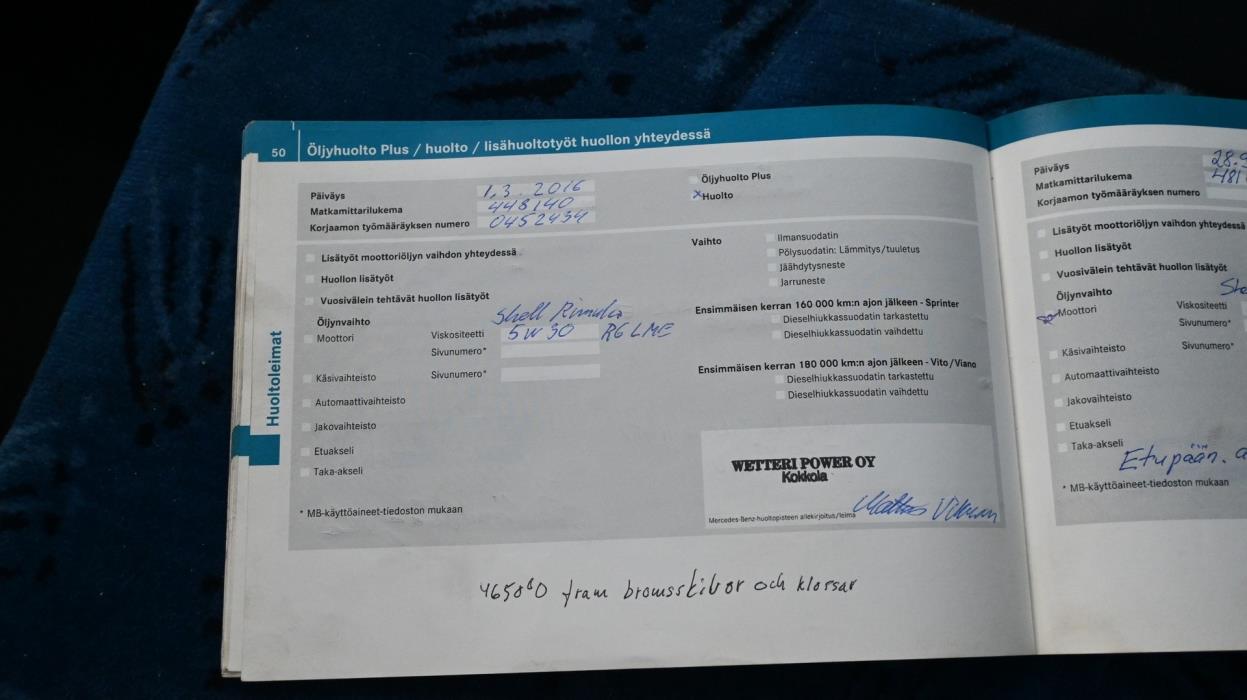 50 Öljyhuolto Plus / huolto / lisähuoltotyöt huollon yhteydessä
Päiväys 1.3.2016
Matkamittarilukema 448140
Korjaamon työmääräyksen numero 0452434
Öljyhuolto Plus
x Huolto
Lisätyöt moottoriöljyn vaihdon yhteydessä
Huollon lisätyöt
Vuosivälein tehtävät huollon lisätyöt
Öljynvaihto Shell Rimula
Moottori Viskositeetti 5W30 R6 LME
Sivunumero*
Käsivaihteisto Sivunumero*
Automaattivaihteisto
Jakovaihteisto
Etuakseli
Taka-akseli
* MB-käyttöaineet-tiedoston mukaan
Vaihto Ilmansuodatin
Pölysuodatin: Lämmitys/tuuletus
Jäähdytysneste
Jarruneste
Ensimmäisen kerran 160 000 km:n ajon jälkeen - Sprinter
Dieselhiukkassuodatin tarkastettu
Dieselhiukkassuodatin vaihdettu
Ensimmäisen kerran 180 000 km:n ajon jälkeen - Vito/Viano
Dieselhiukkassuodatin tarkastettu
Dieselhiukkassuodatin vaihdettu
WETTERI POWER OY
Kokkola
Mercedes-Benz-huoltopisteen allekirjoitus/leima
Huoltoleimat
fram bromsskivor och klossar
Päiväys 28.9
Matkamittarilukema 481
Korjaamon työmääräyksen numero
Lisätyöt moottoriöljyn vaihdon yhteydessä
Huollon lisätyöt
Vuosivälein tehtävät huollon lisätyöt
Öljynvaihto She
Moottori Viskositeetti
Sivunumero*
Käsivaihteisto Sivunumero*
Automaattivaihteisto
Jakovaihteisto
Etuakseli
Taka-akseli
Etupään.
* MB-käyttöaineet-tiedoston mukaan